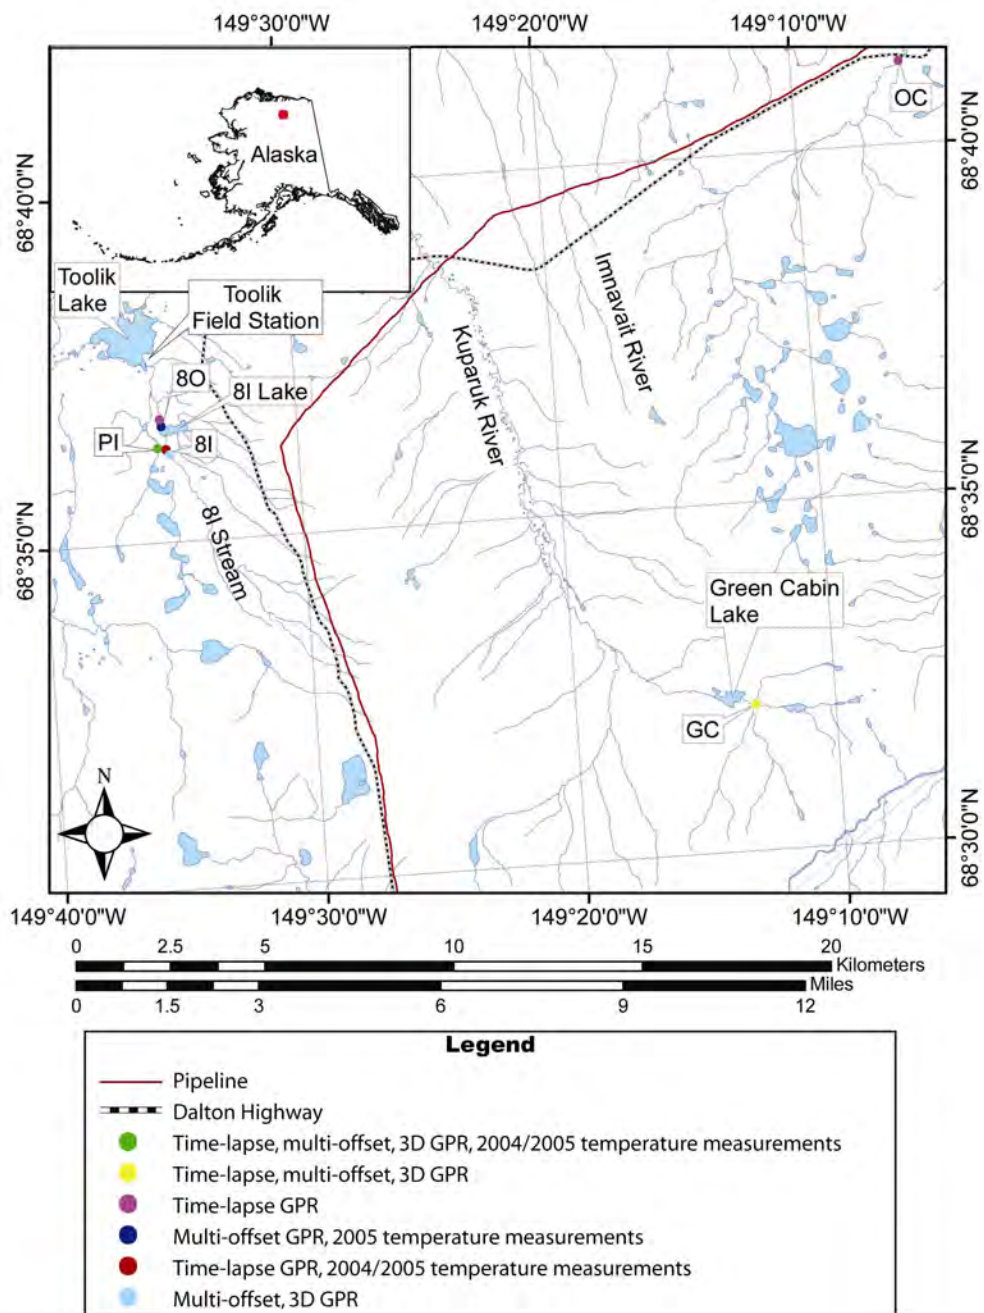 149°30'0"W
149°20'0"W
149°10'0"W
OC
Alaska
68°40'0"N
68°40'0"N
Toolik
Lake
Toolik
Field Station
Imnavait River
Kuparuk River
8O
8I Lake
PI
8I
8I Stream
68°35'0"N
68°35'0"N
Green Cabin
Lake
GC
N
68°30'0"N
149°40'0"W
149°30'0"W
149°20'0"W
149°10'0"W
0 2.5 5 10 15 20
Kilometers
Miles
0 1.5 3 6 9 12
Legend
Pipeline
Dalton Highway
Time-lapse, multi-offset, 3D GPR, 2004/2005 temperature measurements
Time-lapse, multi-offset, 3D GPR
Time-lapse GPR
Multi-offset GPR, 2005 temperature measurements
Time-lapse GPR, 2004/2005 temperature measurements
Multi-offset, 3D GPR